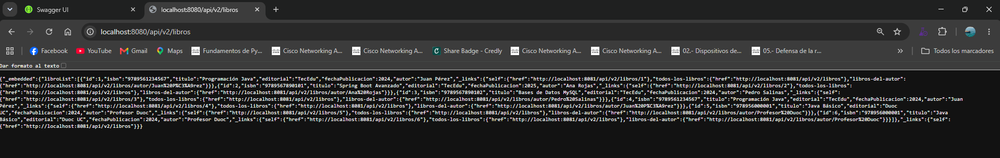 Swagger UI
localhost:8080/api/v2/libros
localhost:8080/api/v2/libros
Facebook
YouTube
Gmail
Maps
Fundamentos de Py...
Cisco Networking A...
Cisco Networking A...
Share Badge - Credly
Cisco Networking A...
Cisco Networking A...
02.- Dispositivos de...
05.- Defensa de la r...
»
Todos los marcadores
Dar formato al texto
{"_embedded":{"libroList":[{"id":1,"isbn":"9789561234567","titulo":"Programación Java","editorial":"TecEdu","fechaPublicacion":2024,"autor":"Juan Pérez","_links":{"self":{"href":"http://localhost:8081/api/v2/libros/1"},"todos-los-libros":{"href":"http://localhost:8081/api/v2/libros"},"libros-del-autor":
{"href":"http://localhost:8081/api/v2/libros/autor/Juan%20P%C3%A9rez"}}},{"id":2,"isbn":"9789567890101","titulo":"Spring Boot Avanzado","editorial":"TecEdu","fechaPublicacion":2025,"autor":"Ana Rojas","_links":{"self":{"href":"http://localhost:8081/api/v2/libros/2"},"todos-los-libros":
{"href":"http://localhost:8081/api/v2/libros"},"libros-del-autor":{"href":"http://localhost:8081/api/v2/libros/autor/Ana%20Rojas"}}},{"id":3,"isbn":"9789567890102","titulo":"Bases de Datos MySQL","editorial":"TecEdu","fechaPublicacion":2024,"autor":"Pedro Salinas","_links":{"self":
{"href":"http://localhost:8081/api/v2/libros/3"},"todos-los-libros":{"href":"http://localhost:8081/api/v2/libros"},"libros-del-autor":{"href":"http://localhost:8081/api/v2/libros/autor/Pedro%20Salinas"}}},{"id":4,"isbn":"9789561234567","titulo":"Programación Java","editorial":"TecEdu","fechaPublicacion":2024,"autor":"Juan
Pérez","_links":{"self":{"href":"http://localhost:8081/api/v2/libros/4"},"todos-los-libros":{"href":"http://localhost:8081/api/v2/libros"},"libros-del-autor":{"href":"http://localhost:8081/api/v2/libros/autor/Juan%20P%C3%A9rez"}}},{"id":5,"isbn":"978956000001","titulo":"Java Básico","editorial":"Duoc
UC","fechaPublicacion":2024,"autor":"Profesor Duoc","_links":{"self":{"href":"http://localhost:8081/api/v2/libros/5"},"todos-los-libros":{"href":"http://localhost:8081/api/v2/libros"},"libros-del-autor":{"href":"http://localhost:8081/api/v2/libros/autor/Profesor%20Duoc"}}},{"id":6,"isbn":"978956000001","titulo":"Java
Básico","editorial":"Duoc UC","fechaPublicacion":2024,"autor":"Profesor Duoc","_links":{"self":{"href":"http://localhost:8081/api/v2/libros/6"},"todos-los-libros":{"href":"http://localhost:8081/api/v2/libros"},"libros-del-autor":{"href":"http://localhost:8081/api/v2/libros/autor/Profesor%20Duoc"}}}]},"_links":{"self":
{"href":"http://localhost:8081/api/v2/libros"}}}